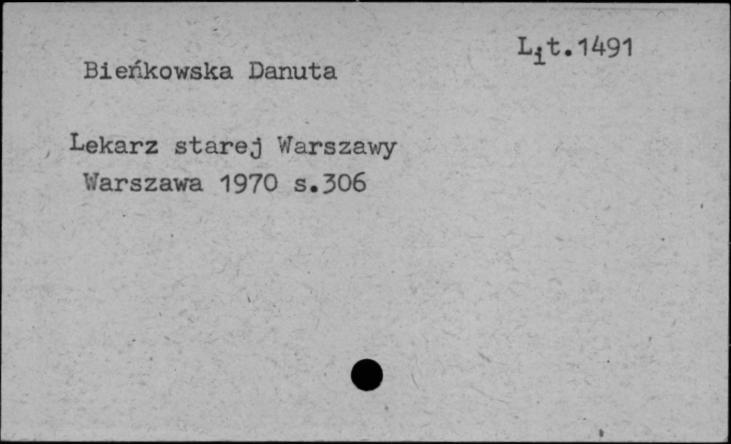 Lit.1491
Bieńkowska Danuta
Lekarz starej Warszawy
Warszawa 1970 s.306